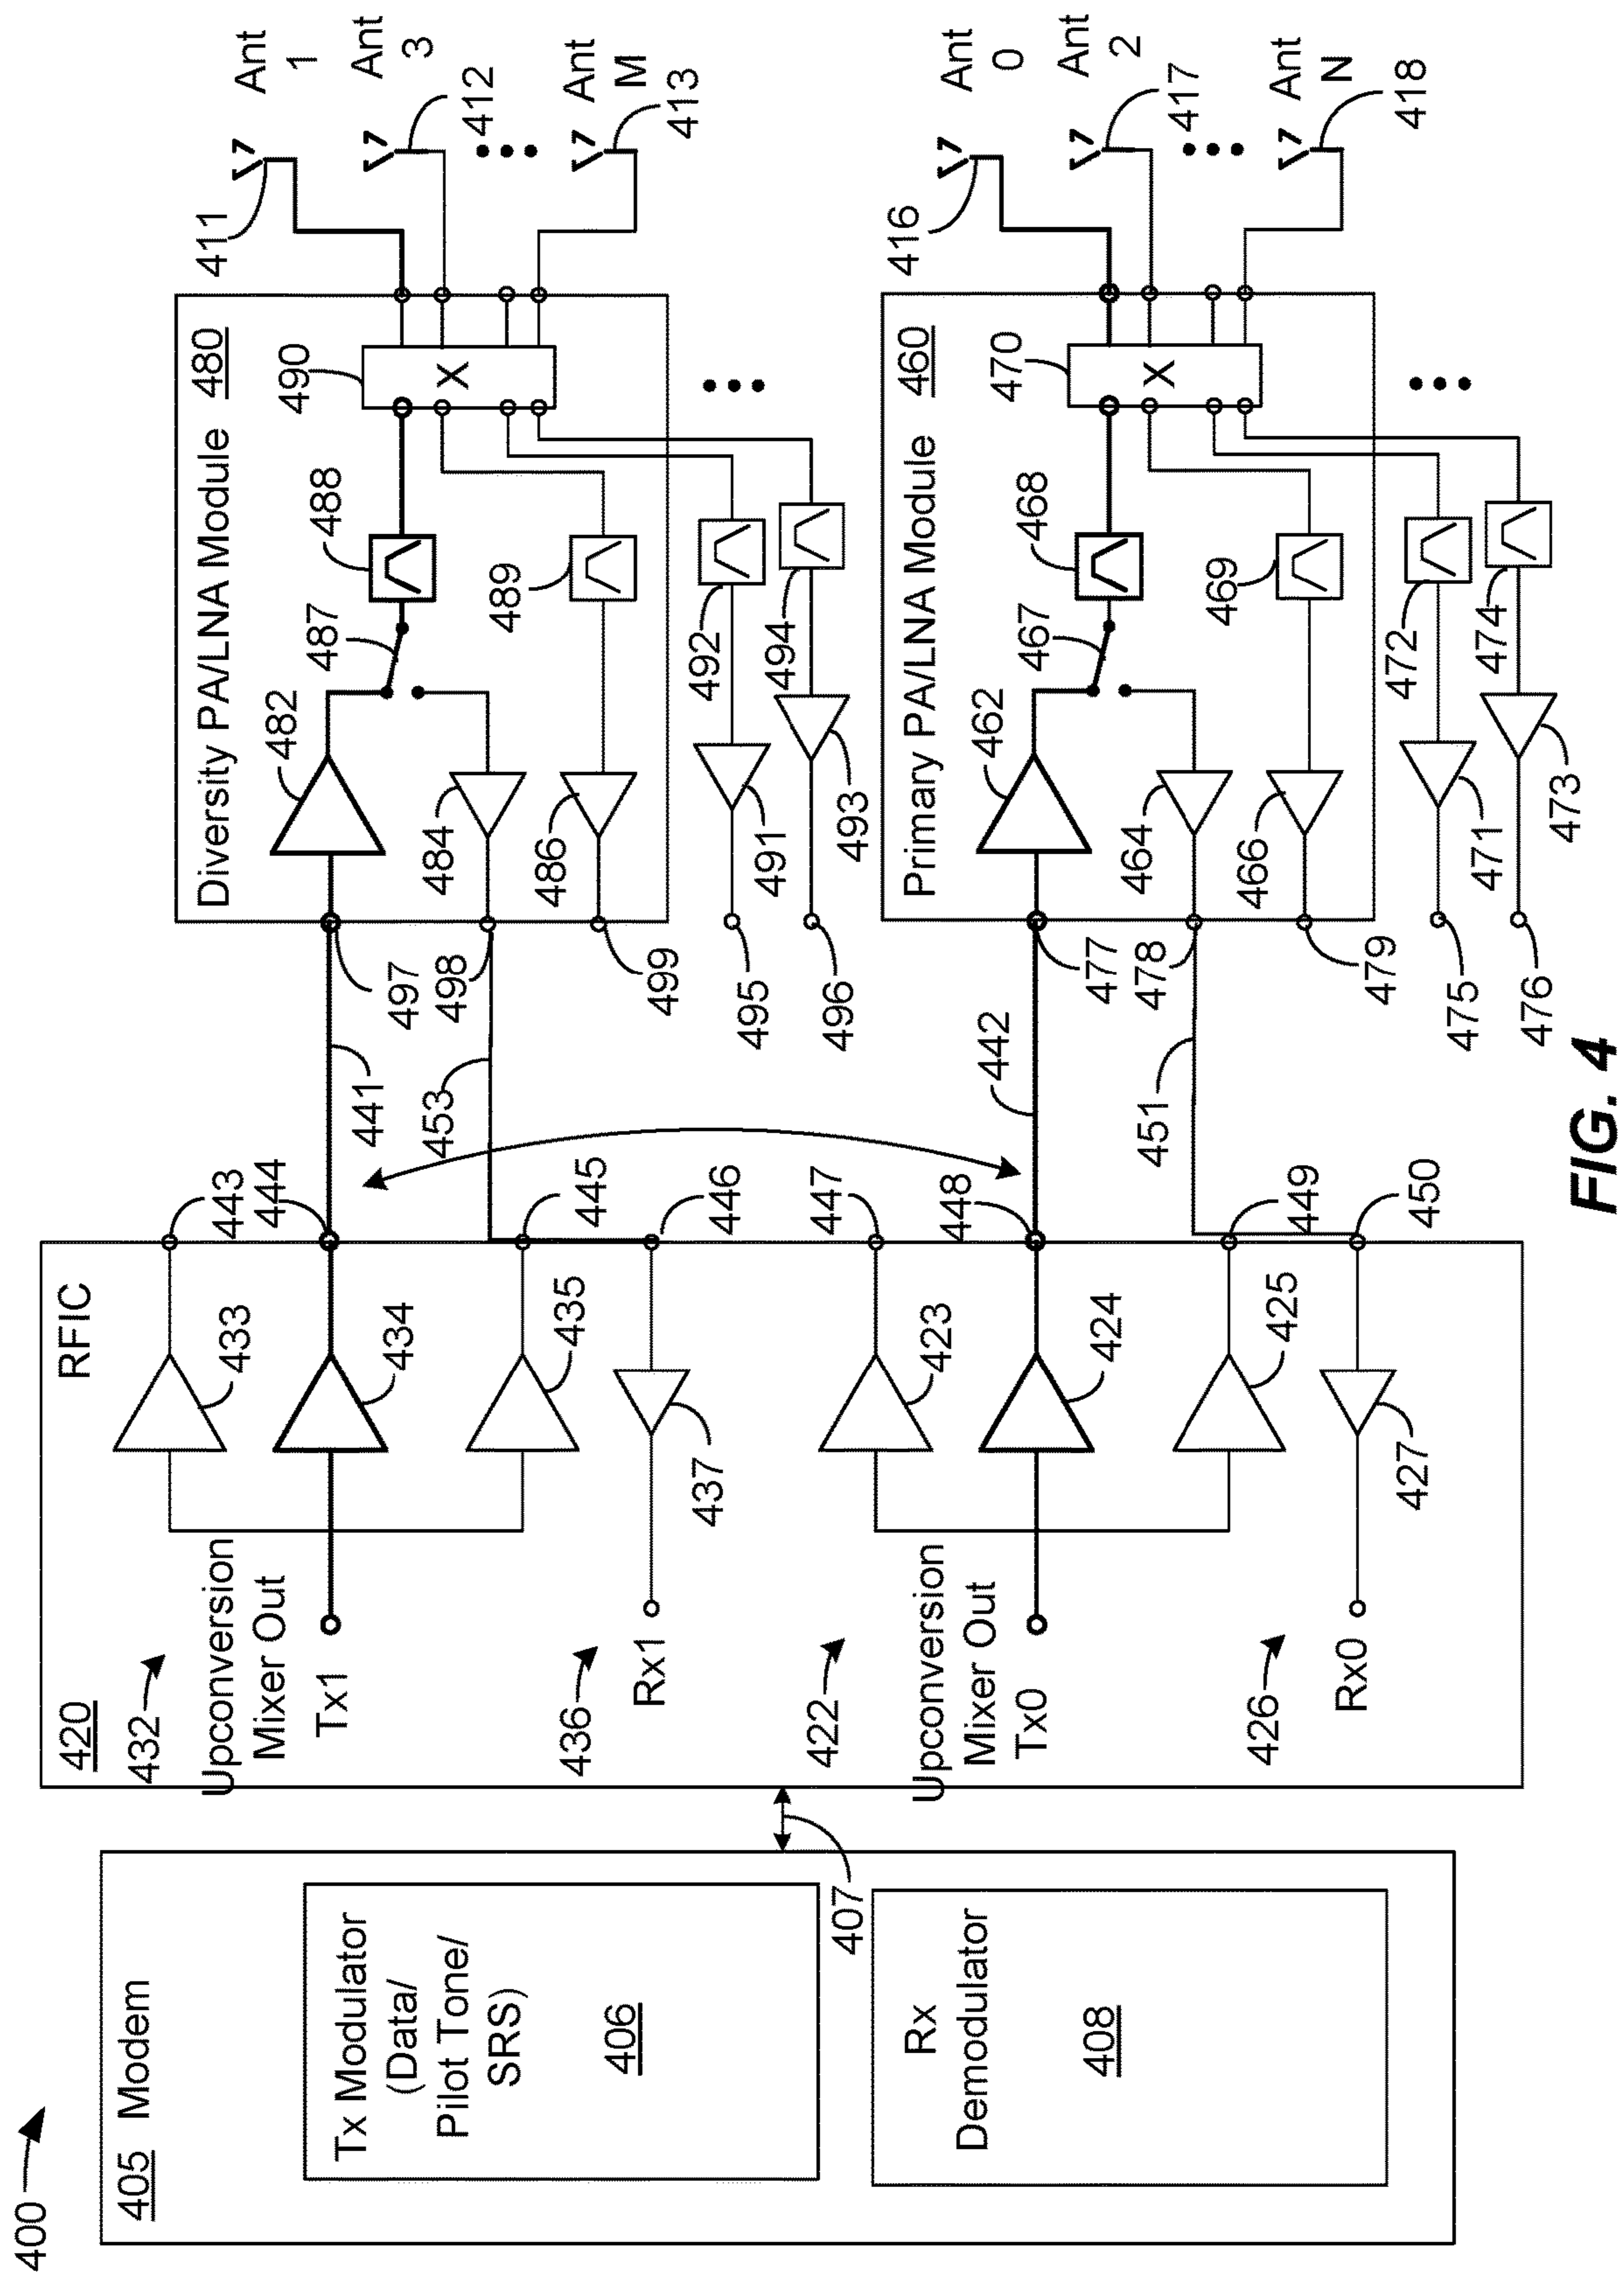 400
405 Modem
Tx Modulator
(Data/
Pilot Tone/
SRS)
406
Rx
Demodulator
408
407
420
RFIC
432
Upconversion
Mixer Out
Tx1
433
434
435
436
Rx1
437
422
Upconversion
Mixer Out
Tx0
423
424
425
426
Rx0
427
443
444
445
446
447
448
449
450
441
453
442
451
Diversity PA/LNA Module 480
497
498
499
482
484
486
487
488
489
490
X
495
496
491
493
492
494
411
Ant
1
Ant
3
412
Ant
M
413
Primary PA/LNA Module 460
477
478
479
462
464
466
467
468
469
470
X
475
476
471
473
472
474
416
Ant
0
Ant
2
417
Ant
N
418
FIG. 4